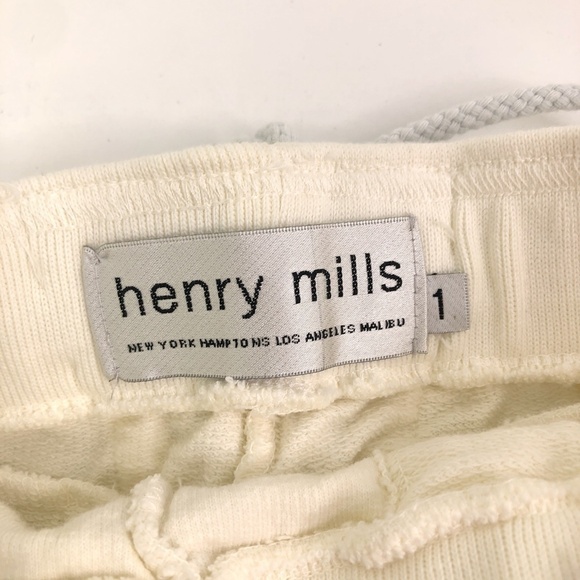 henry mills
NEW YORK HAMPTONS LOS ANGELES MALIBU
1